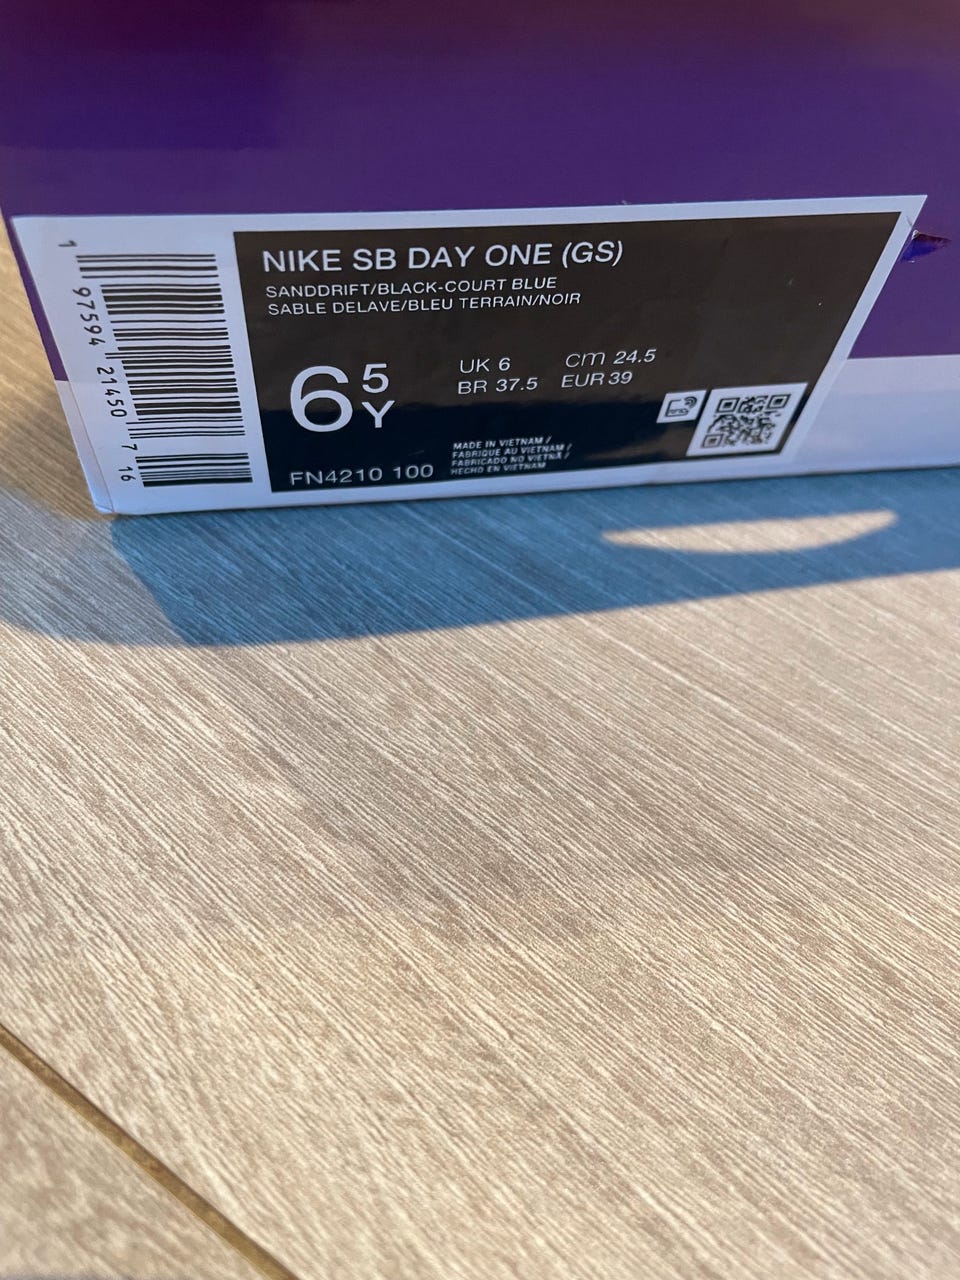 NIKE SB DAY ONE (GS)
SANDDRIFT/BLACK-COURT BLUE
SABLE DELAVE/BLEU TERRAIN/NOIR
6 5Y
UK 6 cm 24.5
BR 37.5 EUR 39
MADE IN VIETNAM /
FABRIQUE AU VIETNAM /
FABRICADO NO VIETNÃ /
HECHO EN VIETNAM
FN4210 100
1 97594 21450 7 16